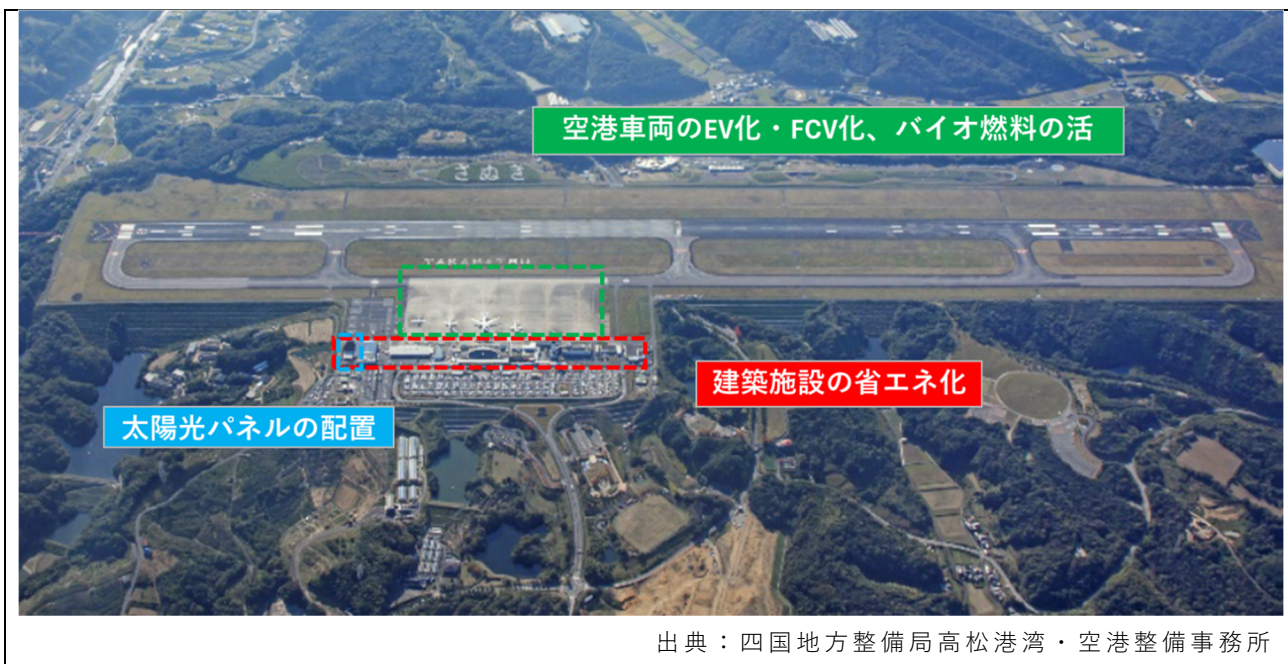 空港車両のEV化・FCV化、バイオ燃料の活
TAKAMATSU
建築施設の省エネ化
太陽光パネルの配置
出典：四国地方整備局高松港湾・空港整備事務所